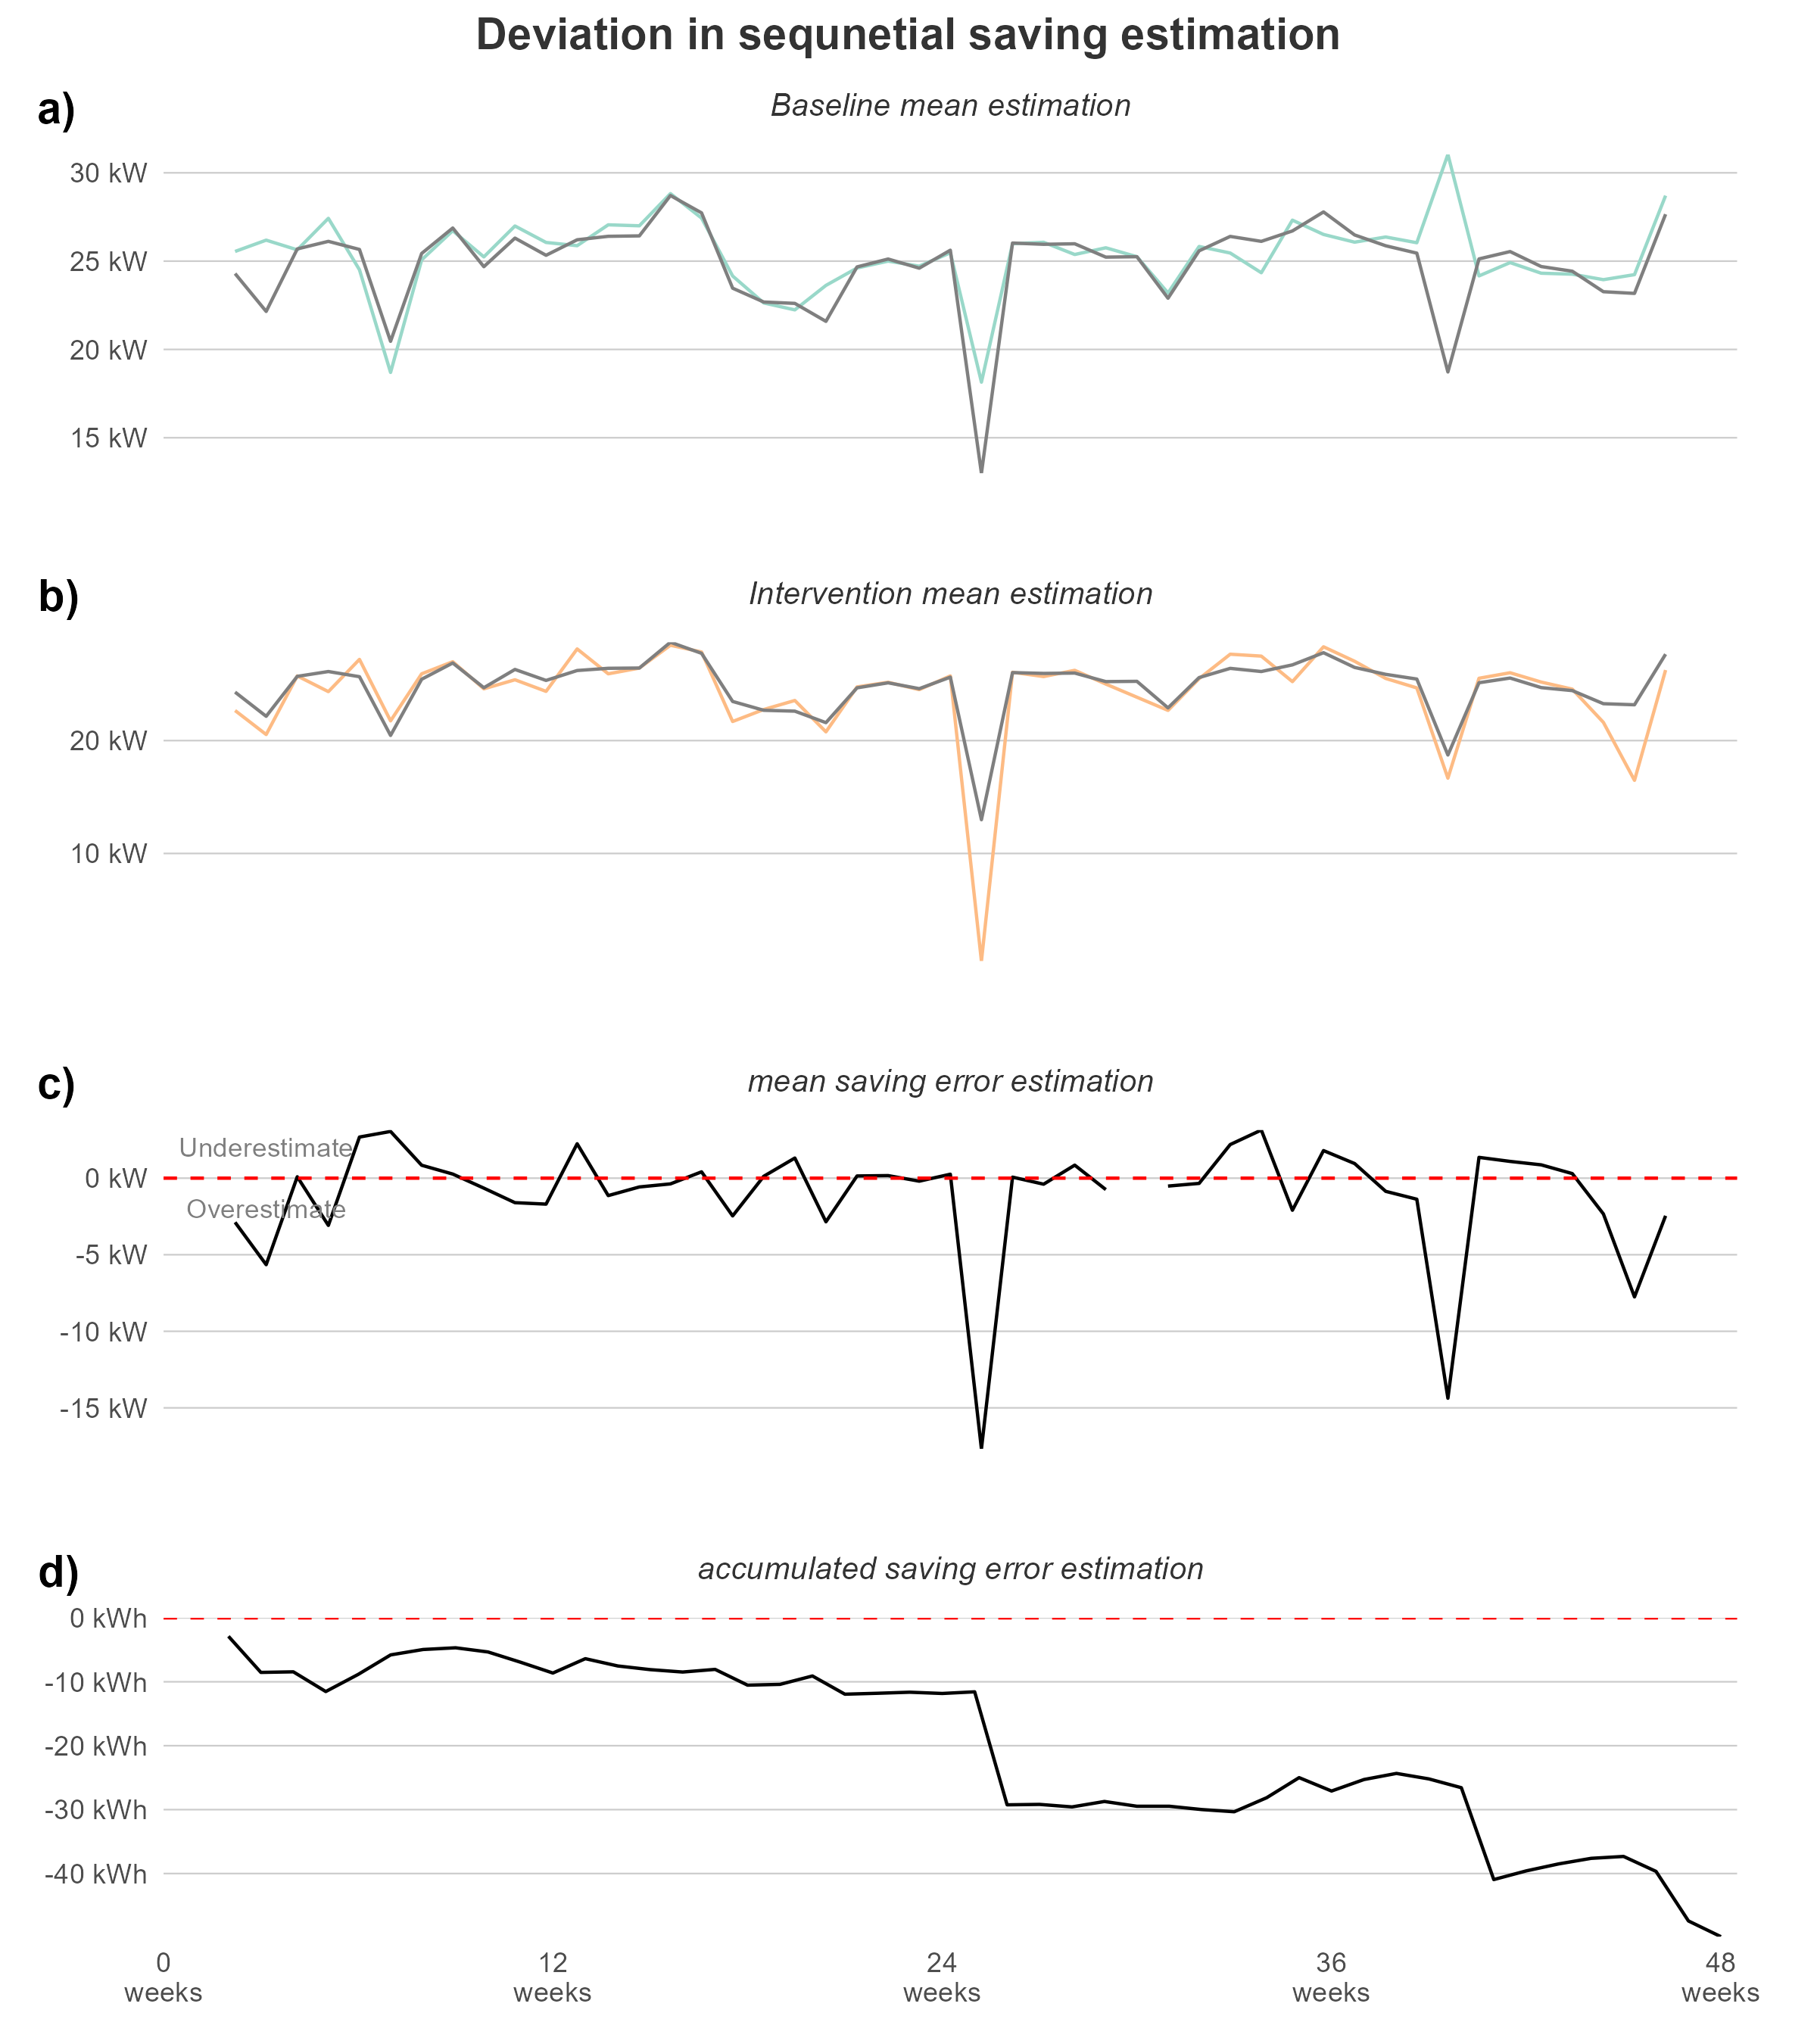 Deviation in sequnetial saving estimation
a)
Baseline mean estimation
30 kW
25 kW
20 kW
15 kW
b)
Intervention mean estimation
20 kW
10 kW
c)
mean saving error estimation
Underestimate
0 kW
Overestimate
-5 kW
-10 kW
-15 kW
d)
accumulated saving error estimation
0 kWh
-10 kWh
-20 kWh
-30 kWh
-40 kWh
0 12 24 36 48
weeks weeks weeks weeks weeks